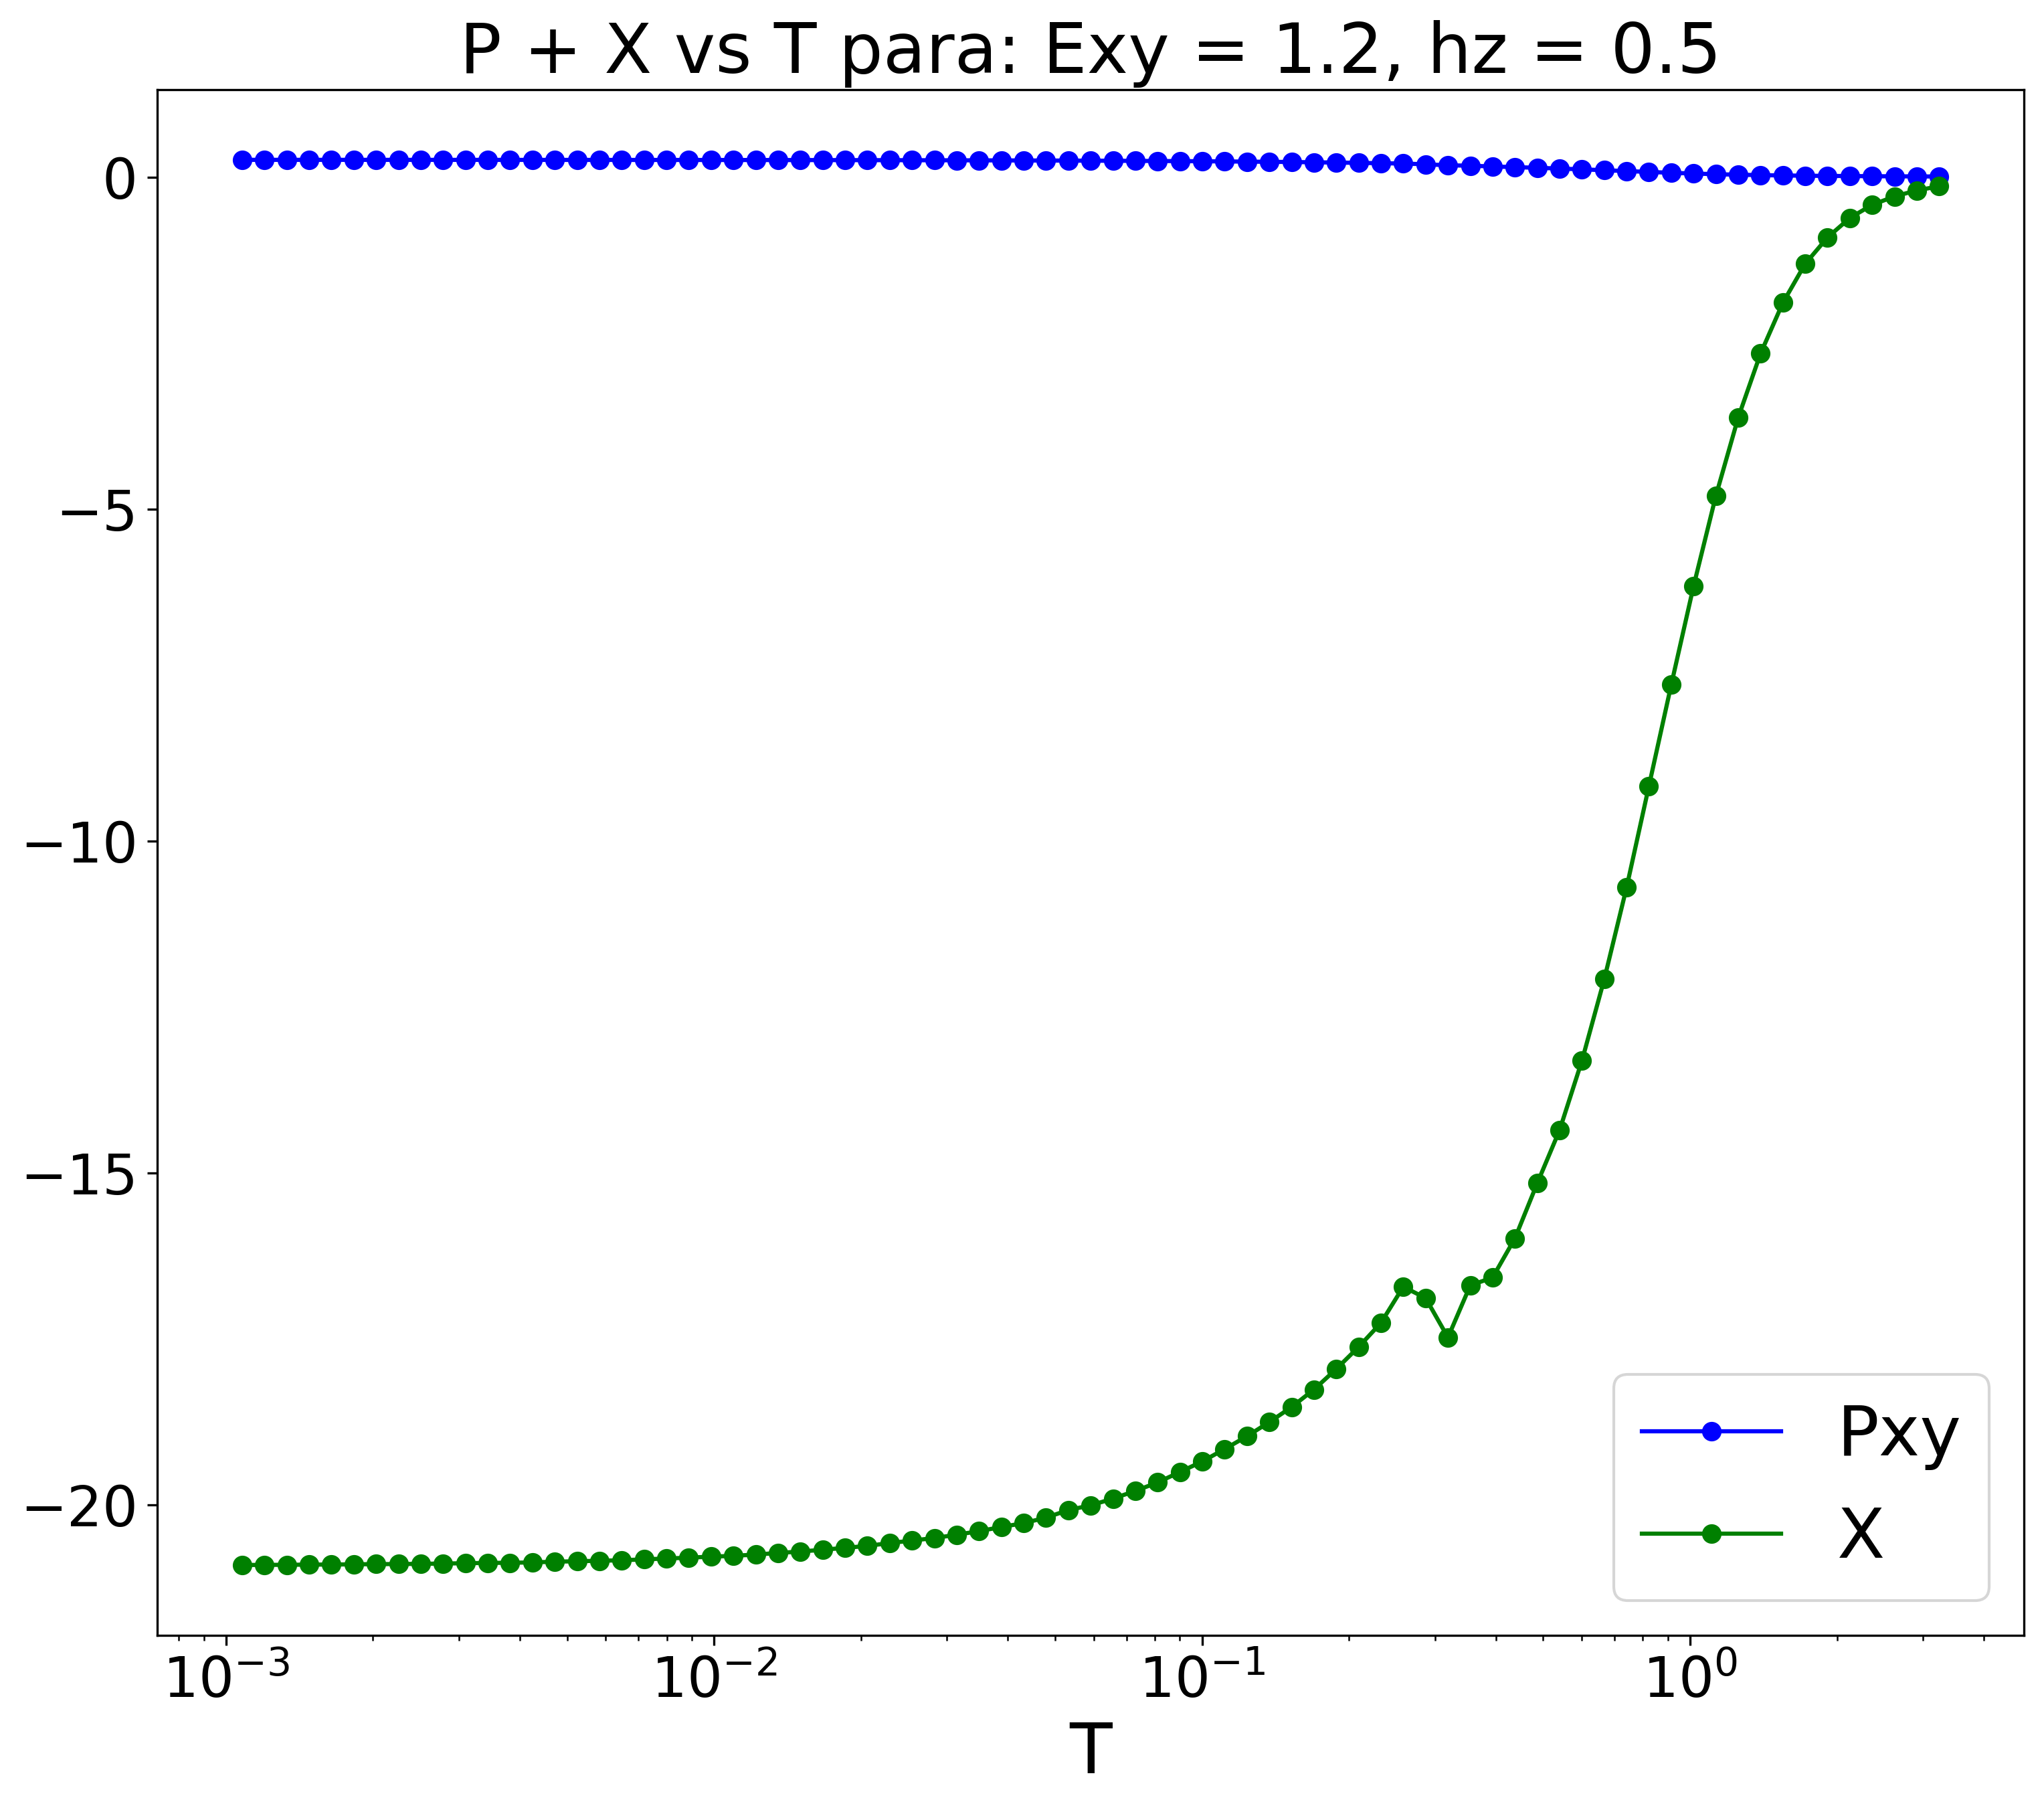 P + X vs T para: Exy = 1.2, hz = 0.5
0
−5
−10
−15
−20
10⁻³ 10⁻² 10⁻¹ 10⁰
T
Pxy
X